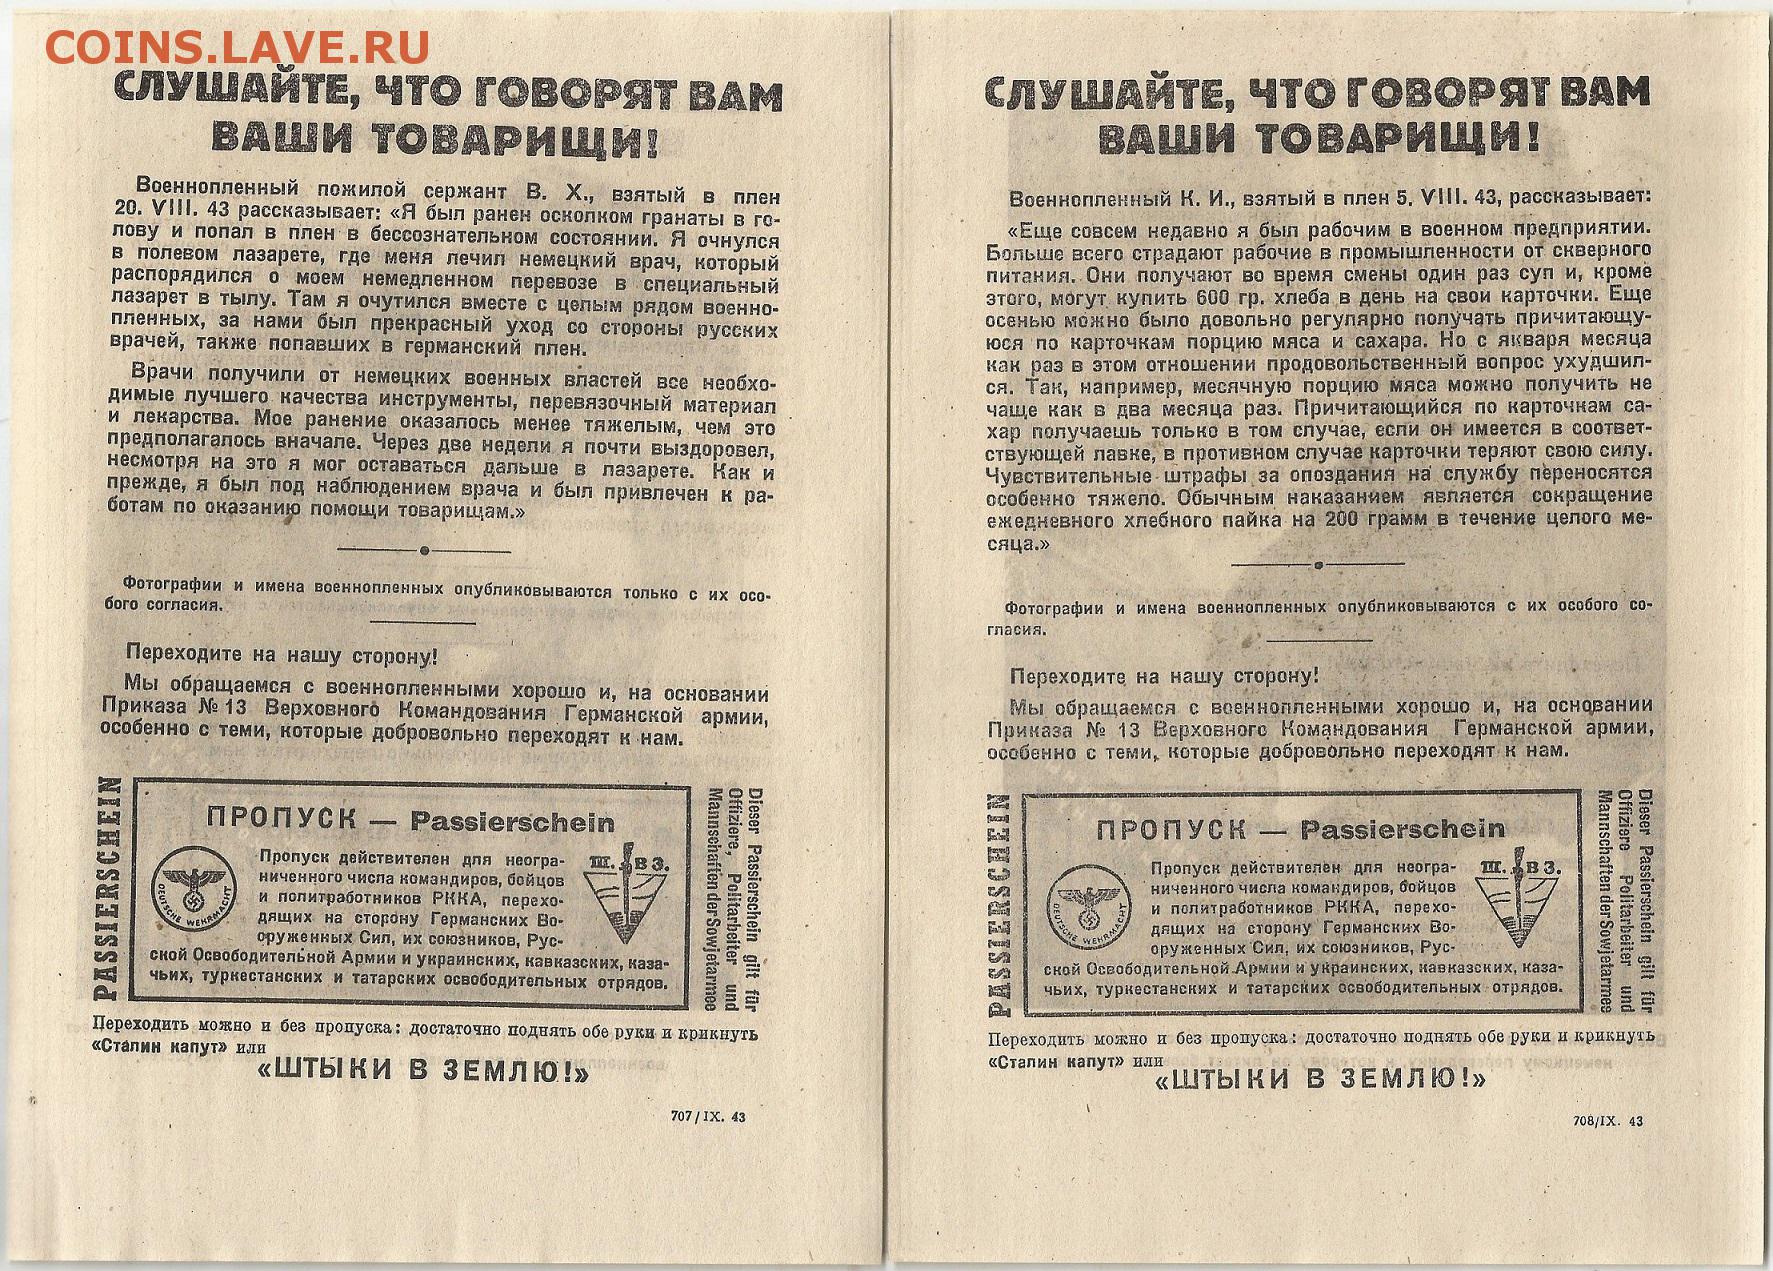 COINS.LAVE.RU
СЛУШАЙТЕ, ЧТО ГОВОРЯТ ВАМ
ВАШИ ТОВАРИЩИ!
Военнопленный пожилой сержант В. Х., взятый в плен
20. VIII. 43 рассказывает: «Я был ранен осколком гранаты в го-
лову и попал в плен в бессознательном состоянии. Я очнулся
в полевом лазарете, где меня лечил немецкий врач, который
распорядился о моем немедленном перевозе в специальный
лазарет в тылу. Там я очутился вместе с целым рядом военно-
пленных, за нами был прекрасный уход со стороны русских
врачей, также попавших в германский плен.
Врачи получили от немецких военных властей все необхо-
димые лучшего качества инструменты, перевязочный материал
и лекарства. Мое ранение оказалось менее тяжелым, чем это
предполагалось вначале. Через две недели я почти выздоровел,
несмотря на это я мог оставаться дальше в лазарете. Как и
прежде, я был под наблюдением врача и был привлечен к ра-
ботам по оказанию помощи товарищам.»
Фотографии и имена военнопленных опубликовываются только с их осо-
бого согласия.
Переходите на нашу сторону!
Мы обращаемся с военнопленными хорошо и, на основании
Приказа № 13 Верховного Командования Германской армии,
особенно с теми, которые добровольно переходят к нам.
PASSIERSCHEIN
ПРОПУСК — Passierschein
DEUTSCHE WEHRMACHT
Пропуск действителен для неогра-
ниченного числа командиров, бойцов
и политработников РККА, перехо-
дящих на сторону Германских Во-
оруженных Сил, их союзников, Рус-
ской Освободительной Армии и украинских, кавказских, каза-
чьих, туркестанских и татарских освободительных отрядов.
Ш. В З.
Dieser Passierschein gilt für
Offiziere, Politarbeiter und
Mannschaften der Sowjetarmee
Переходить можно и без пропуска: достаточно поднять обе руки и крикнуть
«Сталин капут» или
«ШТЫКИ В ЗЕМЛЮ!»
707/IX. 43
СЛУШАЙТЕ, ЧТО ГОВОРЯТ ВАМ
ВАШИ ТОВАРИЩИ!
Военнопленный К. И., взятый в плен 5. VIII. 43, рассказывает:
«Еще совсем недавно я был рабочим в военном предприятии.
Больше всего страдают рабочие в промышленности от скверного
питания. Они получают во время смены один раз суп и, кроме
этого, могут купить 600 гр. хлеба в день на свои карточки. Еще
осенью можно было довольно регулярно получать причитающу-
юся по карточкам порцию мяса и сахара. Но с января месяца
как раз в этом отношении продовольственный вопрос ухудшил-
ся. Так, например, месячную порцию мяса можно получить не
чаще как в два месяца раз. Причитающийся по карточкам са-
хар получаешь только в том случае, если он имеется в соответ-
ствующей лавке, в противном случае карточки теряют свою силу.
Чувствительные штрафы за опоздания на службу переносятся
особенно тяжело. Обычным наказанием является сокращение
ежедневного хлебного пайка на 200 грамм в течение целого ме-
сяца.»
Фотографии и имена военнопленных опубликовываются с их особого со-
гласия.
Переходите на нашу сторону!
Мы обращаемся с военнопленными хорошо и, на основании
Приказа № 13 Верховного Командования Германской армии,
особенно с теми, которые добровольно переходят к нам.
PASSIERSCHEIN
ПРОПУСК — Passierschein
DEUTSCHE WEHRMACHT
Пропуск действителен для неогра-
ниченного числа командиров, бойцов
и политработников РККА, перехо-
дящих на сторону Германских Во-
оруженных Сил, их союзников, Рус-
ской Освободительной Армии и украинских, кавказских, каза-
чьих, туркестанских и татарских освободительных отрядов.
Ш. В З.
Dieser Passierschein gilt für
Offiziere Politarbeiter und
Mannschaften der Sowjetarmee
Переходить можно и без пропуска: достаточно поднять обе руки и крикнуть
«Сталин капут» или
«ШТЫКИ В ЗЕМЛЮ!»
708/IX. 43